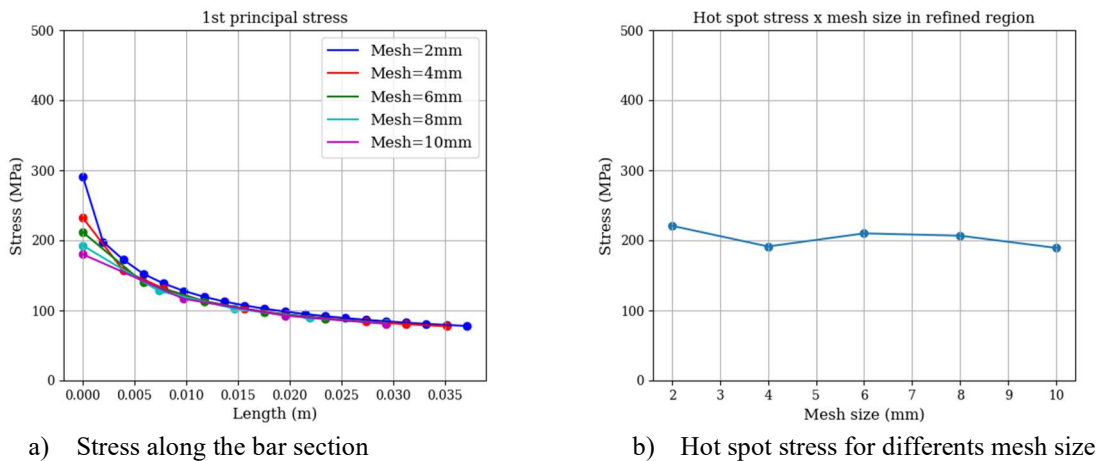 1st principal stress
500
400
300
200
100
0
Stress (MPa)
Mesh=2mm
Mesh=4mm
Mesh=6mm
Mesh=8mm
Mesh=10mm
0.000 0.005 0.010 0.015 0.020 0.025 0.030 0.035
Length (m)
a) Stress along the bar section
Hot spot stress x mesh size in refined region
500
400
300
200
100
0
Stress (MPa)
2 3 4 5 6 7 8 9 10
Mesh size (mm)
b) Hot spot stress for differents mesh size